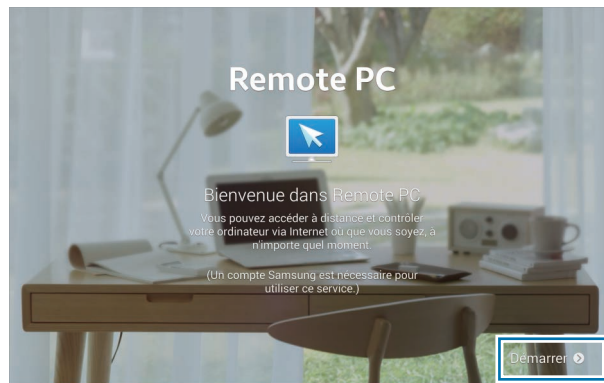 Remote PC
Bienvenue dans Remote PC
Vous pouvez accéder à distance et contrôler
votre ordinateur via Internet où que vous soyez, à
n'importe quel moment.
(Un compte Samsung est nécessaire pour
utiliser ce service.)
Démarrer